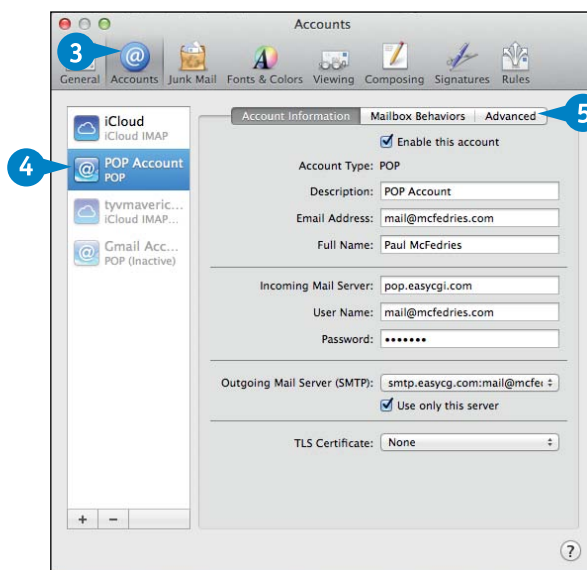 Accounts
3
General Accounts Junk Mail Fonts & Colors Viewing Composing Signatures Rules
Account Information Mailbox Behaviors Advanced
5
iCloud
iCloud IMAP
Enable this account
4
POP Account
POP
Account Type: POP
Description: POP Account
tyvmaveric...
iCloud IMAP...
Email Address: mail@mcfedries.com
Gmail Acc...
POP (Inactive)
Full Name: Paul McFedries
Incoming Mail Server: pop.easycgi.com
User Name: mail@mcfedries.com
Password: •••••••
Outgoing Mail Server (SMTP): smtp.easycg.com:mail@mcfe
Use only this server
TLS Certificate: None
+ −
?